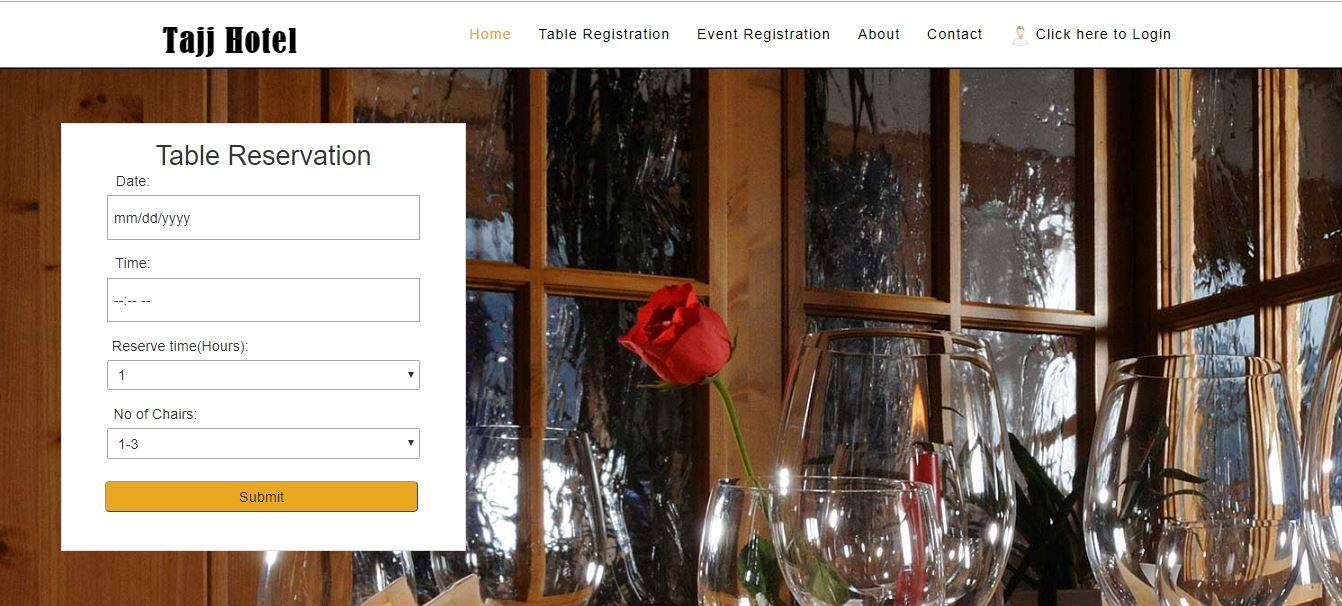 Tajj Hotel
Home Table Registration Event Registration About Contact Click here to Login
Table Reservation
Date:
mm/dd/yyyy
Time:
--:-- --
Reserve time(Hours):
1
No of Chairs:
1-3
Submit